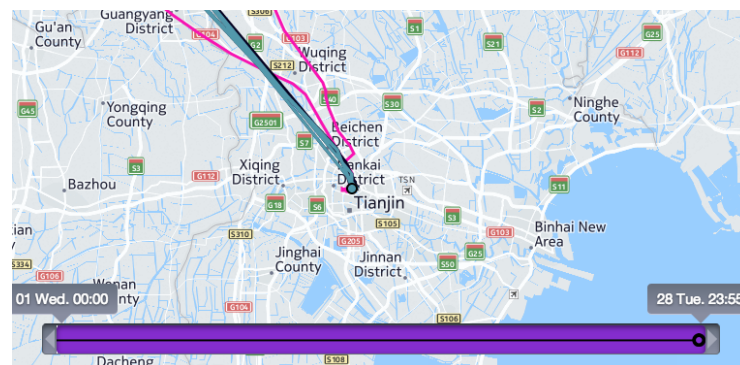 Guangyang
District
S306
S1
G25
Gu'an
County
G104
G103
G2
S21
G112
Wuqing
District
S212
G45
Yongqing
County
S40
S30
Ninghe
County
S2
G2501
Beichen
District
S7
S3
G112
Xiqing
District
Nankai
District
TSN
S11
Bazhou
G18
S6
Tianjin
S3
S105
S310
G205
G103
Binhai New
Area
G25
Jinghai
County
Jinnan
District
S50
S334
G106
County
G104
01 Wed. 00:00
28 Tue. 23:55
S106
Dacheng
S108